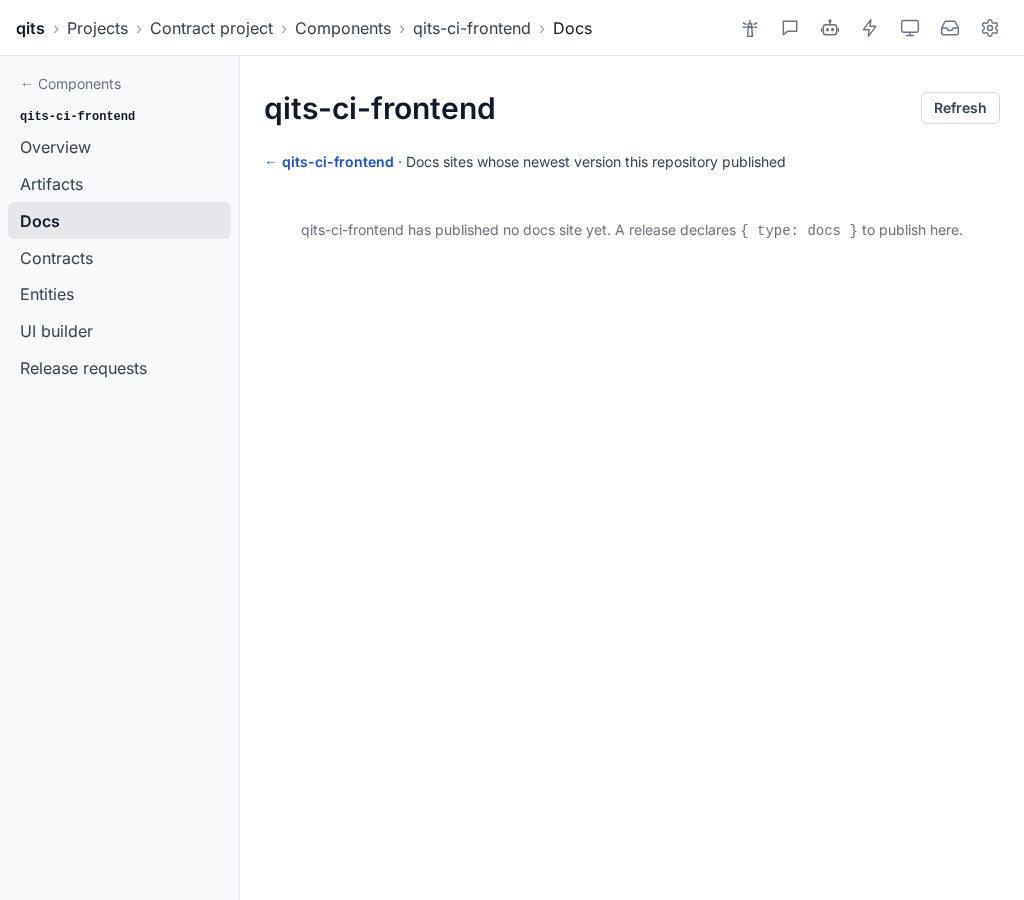 qits › Projects › Contract project › Components › qits-ci-frontend › Docs
← Components
qits-ci-frontend
Overview
Artifacts
Docs
Contracts
Entities
UI builder
Release requests
qits-ci-frontend
Refresh
← qits-ci-frontend · Docs sites whose newest version this repository published
qits-ci-frontend has published no docs site yet. A release declares { type: docs } to publish here.